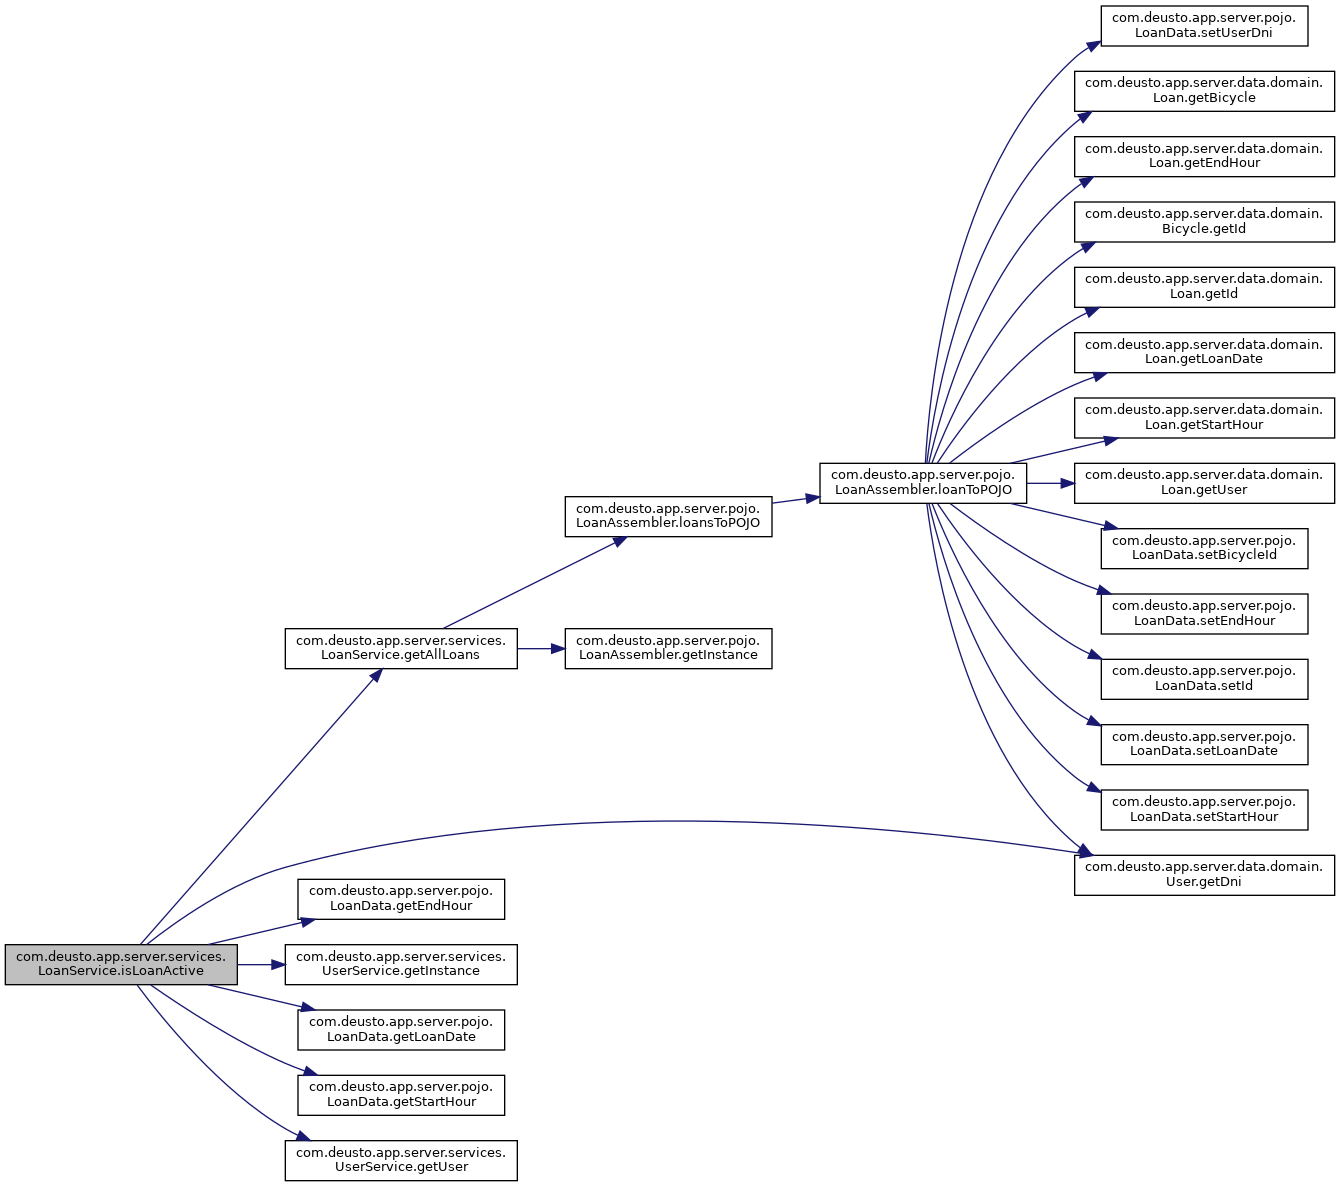 com.deusto.app.server.pojo.
LoanData.setUserDni
com.deusto.app.server.data.domain.
Loan.getBicycle
com.deusto.app.server.data.domain.
Loan.getEndHour
com.deusto.app.server.data.domain.
Bicycle.getId
com.deusto.app.server.data.domain.
Loan.getId
com.deusto.app.server.data.domain.
Loan.getLoanDate
com.deusto.app.server.data.domain.
Loan.getStartHour
com.deusto.app.server.pojo.
LoanAssembler.loanToPOJO
com.deusto.app.server.data.domain.
Loan.getUser
com.deusto.app.server.pojo.
LoanAssembler.loansToPOJO
com.deusto.app.server.pojo.
LoanData.setBicycleId
com.deusto.app.server.pojo.
LoanData.setEndHour
com.deusto.app.server.services.
LoanService.getAllLoans
com.deusto.app.server.pojo.
LoanAssembler.getInstance
com.deusto.app.server.pojo.
LoanData.setId
com.deusto.app.server.pojo.
LoanData.setLoanDate
com.deusto.app.server.pojo.
LoanData.setStartHour
com.deusto.app.server.data.domain.
User.getDni
com.deusto.app.server.pojo.
LoanData.getEndHour
com.deusto.app.server.services.
LoanService.isLoanActive
com.deusto.app.server.services.
UserService.getInstance
com.deusto.app.server.pojo.
LoanData.getLoanDate
com.deusto.app.server.pojo.
LoanData.getStartHour
com.deusto.app.server.services.
UserService.getUser